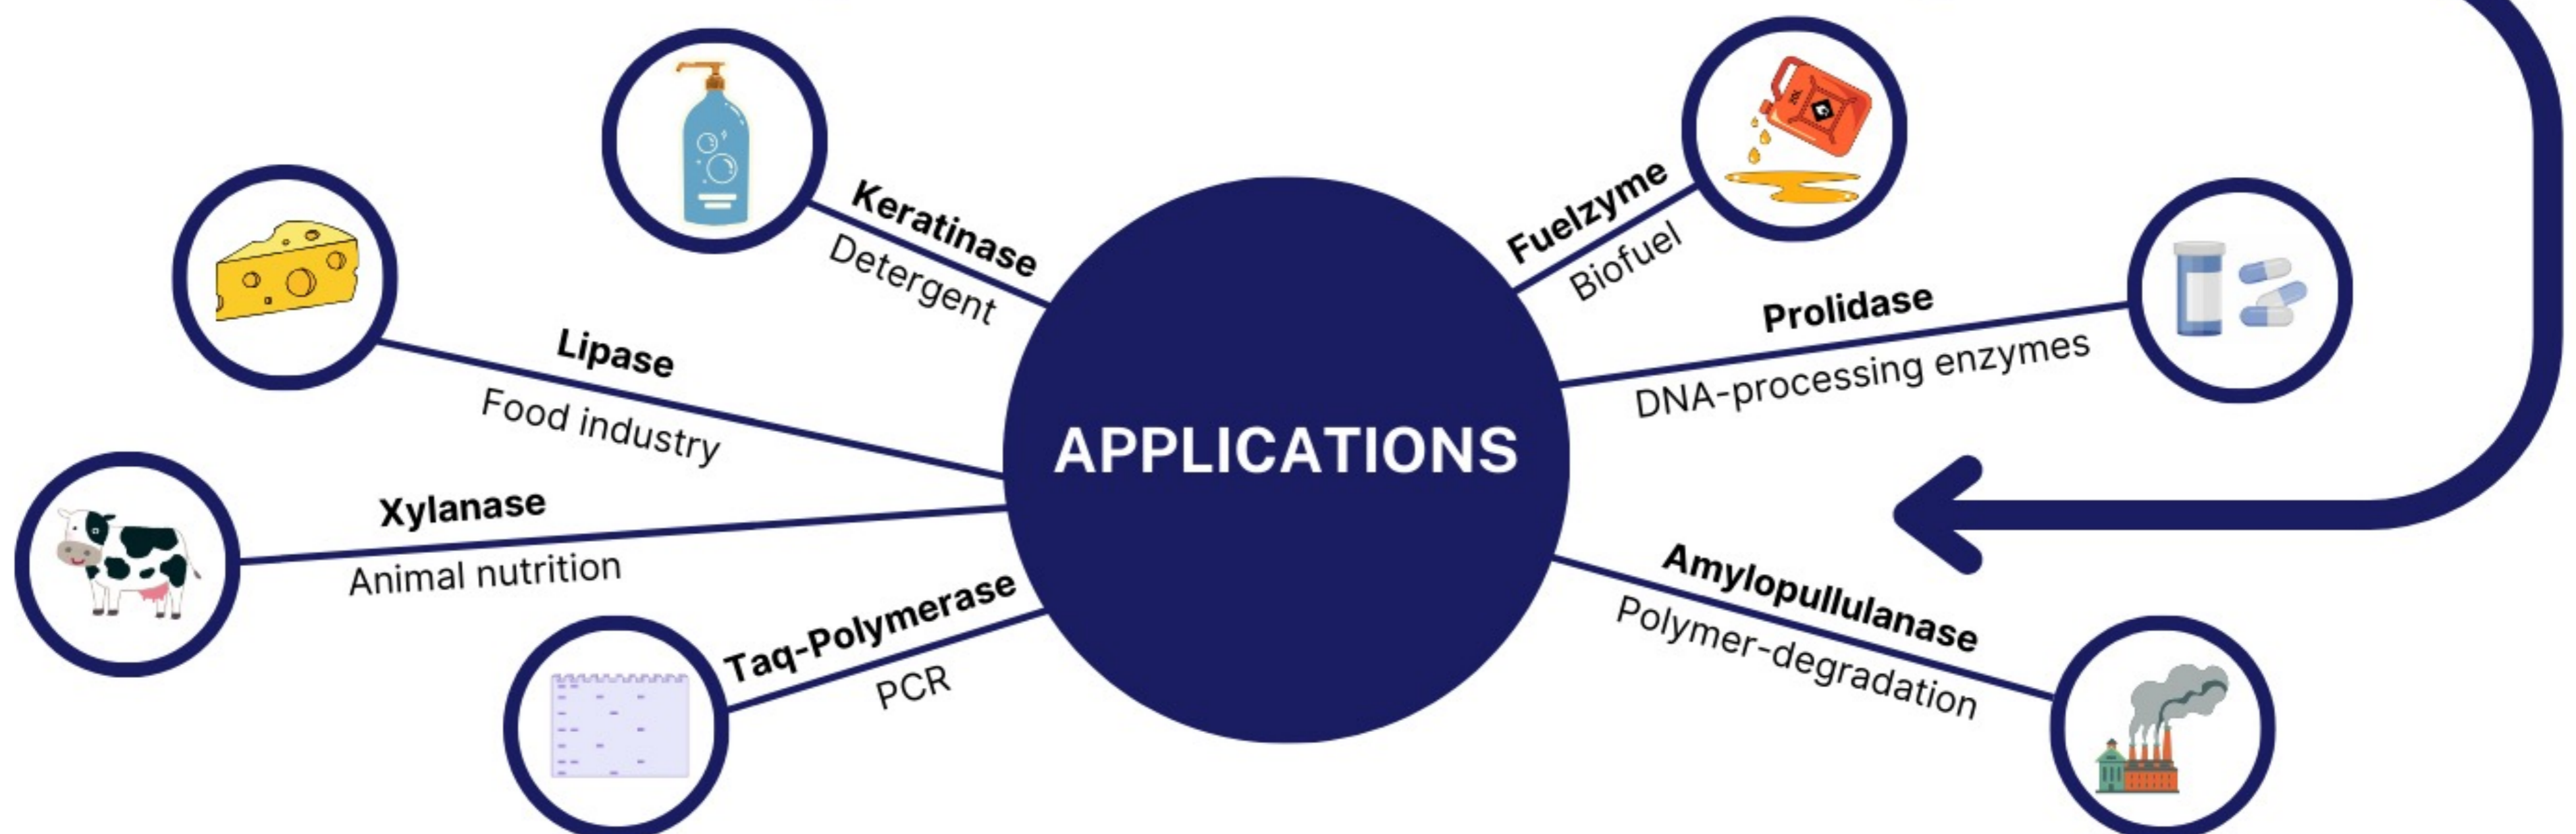 Keratinase
Detergent
Lipase
Food industry
Xylanase
Animal nutrition
Taq-Polymerase
PCR
APPLICATIONS
Fuelzyme
Biofuel
Prolidase
DNA-processing enzymes
Amylopullulanase
Polymer-degradation